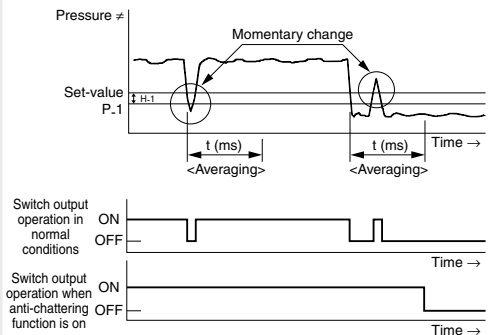 Pressure ≠
Momentary change
Set-value
H-1
P_1
t (ms)
t (ms)
Time →
<Averaging>
<Averaging>
Switch output
operation in
normal
conditions
ON
OFF
Time →
Switch output
operation when
anti-chattering
function is on
ON
OFF
Time →